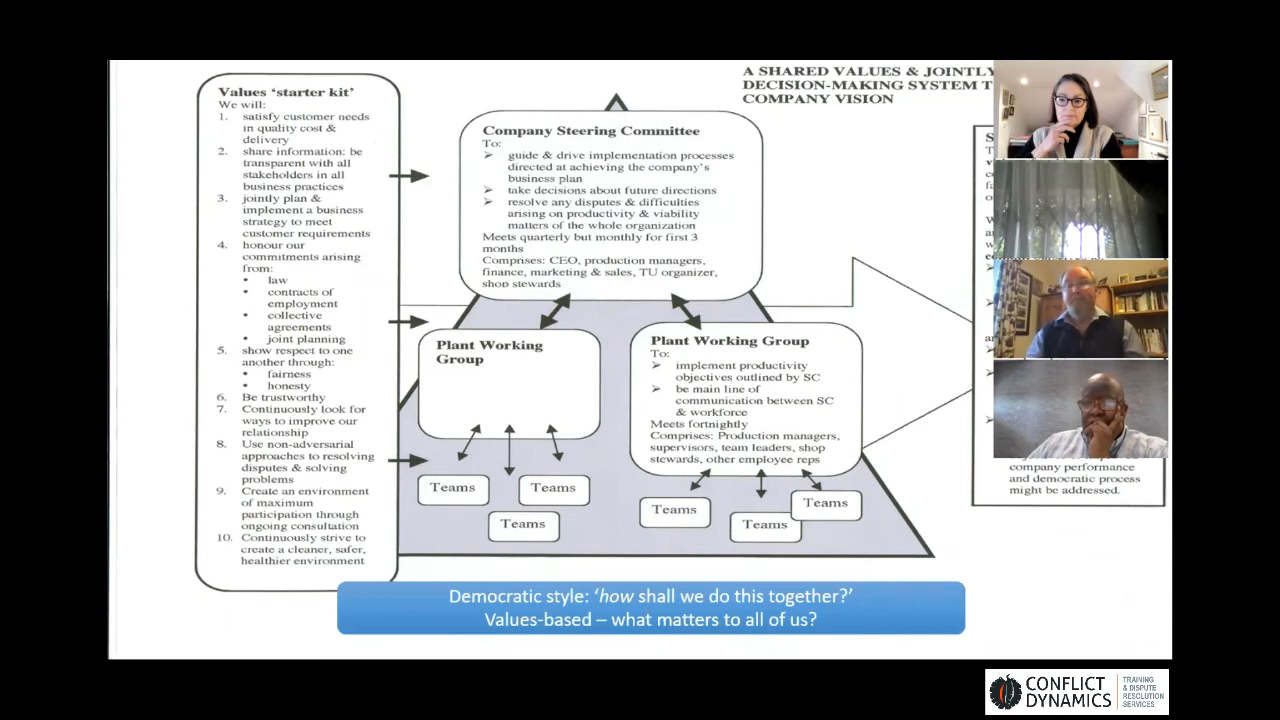 A SHARED VALUES & JOINTLY
DECISION-MAKING SYSTEM T
COMPANY VISION
Values ‘starter kit’
We will:
1. satisfy customer needs
in quality cost &
delivery
2. share information: be
transparent with all
stakeholders in all
business practices
3. jointly plan &
implement a business
strategy to meet
customer requirements
4. honour our
commitments arising
from:
• law
• contracts of
employment
• collective
agreements
• joint planning
5. show respect to one
another through:
• fairness
• honesty
6. Be trustworthy
7. Continuously look for
ways to improve our
relationship
8. Use non-adversarial
approaches to resolving
disputes & solving
problems
9. Create an environment
of maximum
participation through
ongoing consultation
10. Continuously strive to
create a cleaner, safer,
healthier environment
Company Steering Committee
To:
➢ guide & drive implementation processes
directed at achieving the company’s
business plan
➢ take decisions about future directions
➢ resolve any disputes & difficulties
arising on productivity & viability
matters of the whole organization
Meets quarterly but monthly for first 3
months
Comprises: CEO, production managers,
finance, marketing & sales, TU organizer,
shop stewards
Plant Working
Group
Teams
Teams
Teams
Plant Working Group
To:
➢ implement productivity
objectives outlined by SC
➢ be main line of
communication between SC
& workforce
Meets fortnightly
Comprises: Production managers,
supervisors, team leaders, shop
stewards, other employee reps
Teams
Teams
Teams
company performance
and democratic process
might be addressed.
Democratic style: ‘how shall we do this together?’
Values-based – what matters to all of us?
CONFLICT
DYNAMICS
TRAINING
& DISPUTE
RESOLUTION
SERVICES